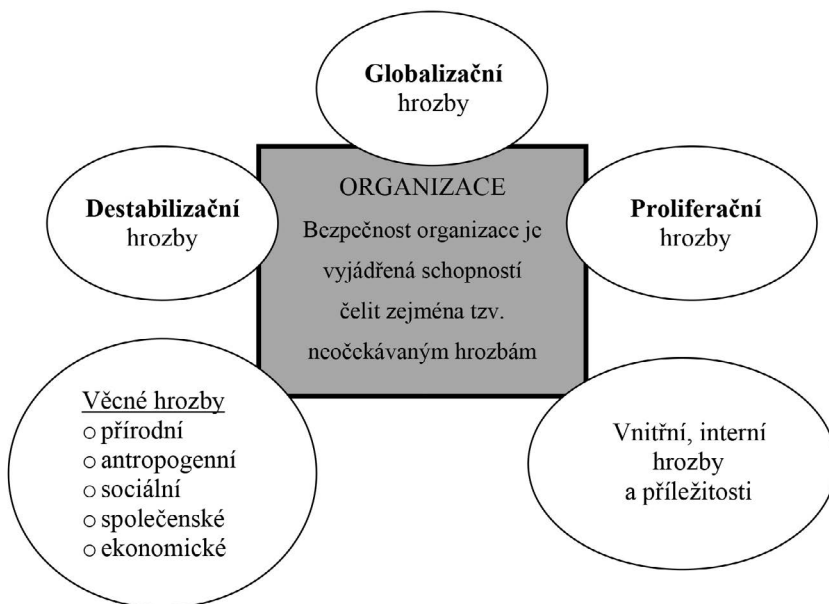 Globalizační
hrozby
Destabilizační
hrozby
ORGANIZACE
Bezpečnost organizace je
vyjádřená schopností
čelit zejména tzv.
neočekávaným hrozbám
Proliferační
hrozby
Věcné hrozby
○ přírodní
○ antropogenní
○ sociální
○ společenské
○ ekonomické
Vnitřní, interní
hrozby
a příležitosti